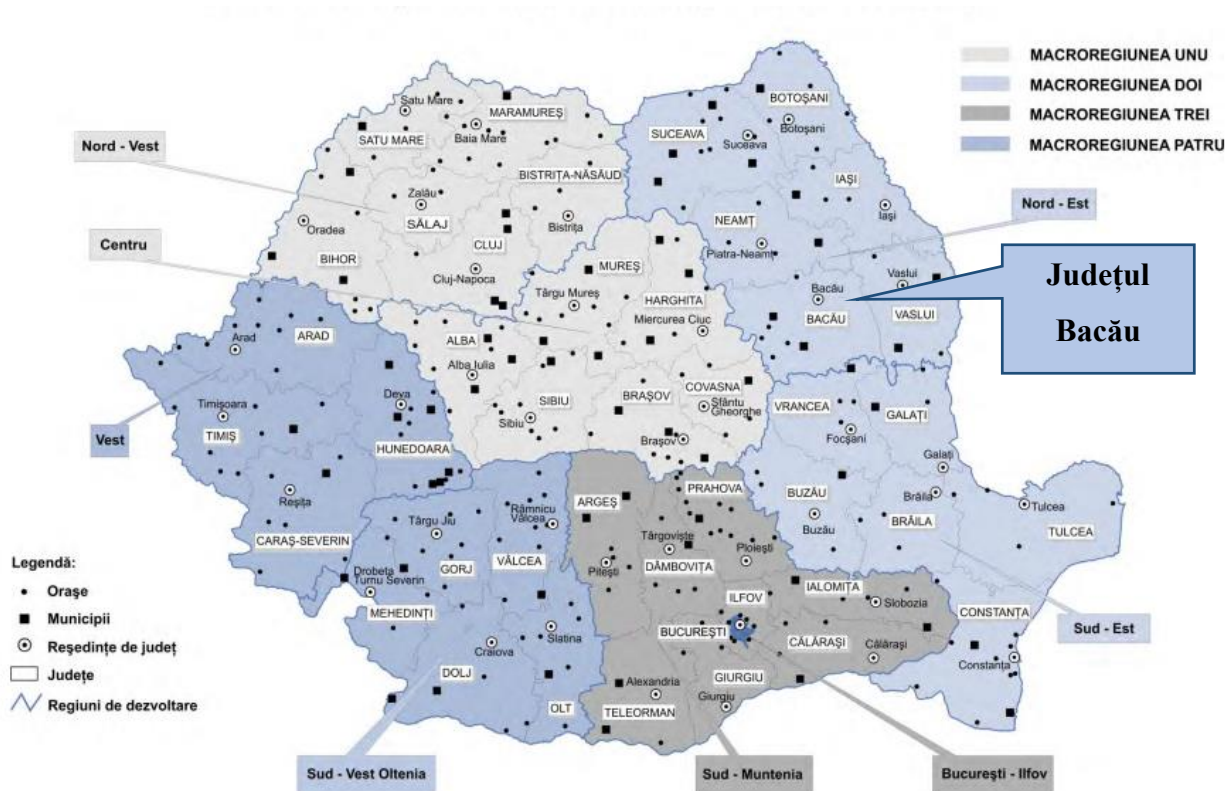 MACROREGIUNEA UNU
MACROREGIUNEA DOI
MACROREGIUNEA TREI
MACROREGIUNEA PATRU
Nord - Vest
Centru
Vest
Nord - Est
Județul
Bacău
Sud - Est
Sud - Vest Oltenia
Sud - Muntenia
București - Ilfov
Satu Mare
SATU MARE
MARAMUREȘ
Baia Mare
BISTRIȚA-NĂSĂUD
Bistrița
Zalău
SĂLAJ
Oradea
BIHOR
CLUJ
Cluj-Napoca
BOTOȘANI
Botoșani
SUCEAVA
Suceava
IAȘI
Iași
NEAMȚ
Piatra-Neamț
Bacău
BACĂU
Vaslui
VASLUI
MUREȘ
Târgu Mureș
HARGHITA
Miercurea Ciuc
ALBA
Alba Iulia
SIBIU
Sibiu
BRAȘOV
Brașov
COVASNA
Sfântu
Gheorghe
ARAD
Arad
Timișoara
TIMIȘ
Deva
HUNEDOARA
Reșița
CARAȘ-SEVERIN
VRANCEA
Focșani
GALAȚI
Galați
BUZĂU
Buzău
Brăila
BRĂILA
Tulcea
TULCEA
CONSTANȚA
Constanța
Târgu Jiu
GORJ
Râmnicu
Vâlcea
VÂLCEA
Drobeta
Turnu Severin
MEHEDINȚI
Craiova
DOLJ
Slatina
OLT
ARGEȘ
Pitești
PRAHOVA
Ploiești
Târgoviște
DÂMBOVIȚA
ILFOV
BUCUREȘTI
IALOMIȚA
Slobozia
CĂLĂRAȘI
Călărași
GIURGIU
Giurgiu
Alexandria
TELEORMAN
Legendă:
Orașe
Municipii
Reședințe de județ
Județe
Regiuni de dezvoltare